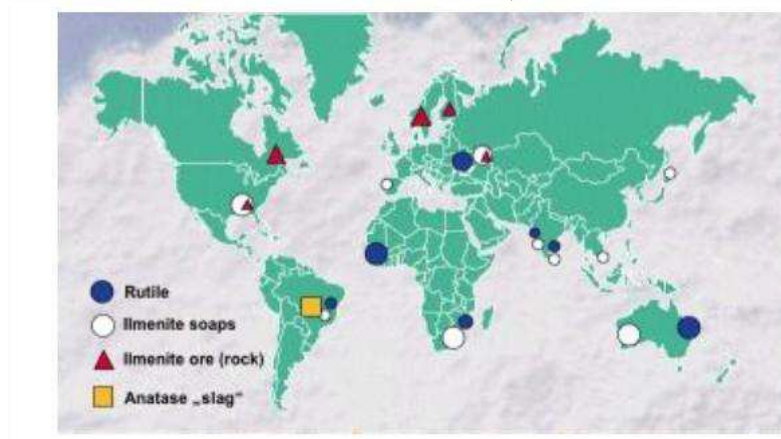 Rutile
Ilmenite soaps
Ilmenite ore (rock)
Anatase „slag“